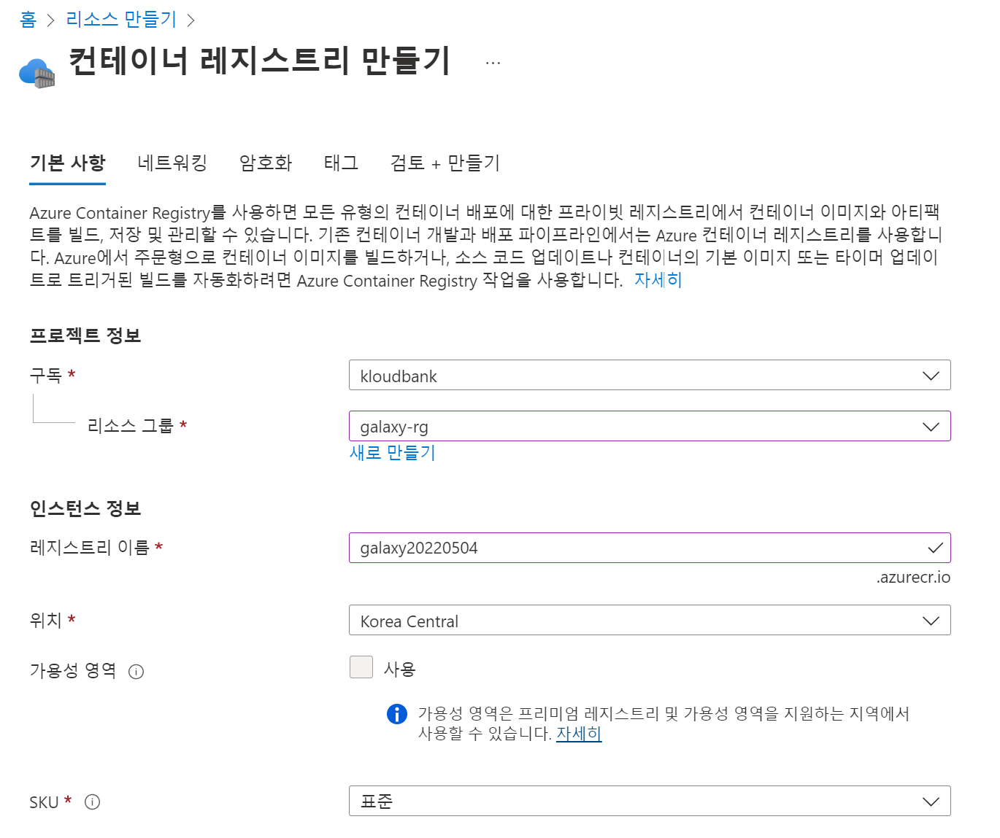 홈 > 리소스 만들기 >
컨테이너 레지스트리 만들기 ...
기본 사항 네트워킹 암호화 태그 검토 + 만들기
Azure Container Registry를 사용하면 모든 유형의 컨테이너 배포에 대한 프라이빗 레지스트리에서 컨테이너 이미지와 아티팩
트를 빌드, 저장 및 관리할 수 있습니다. 기존 컨테이너 개발과 배포 파이프라인에서는 Azure 컨테이너 레지스트리를 사용합니
다. Azure에서 주문형으로 컨테이너 이미지를 빌드하거나, 소스 코드 업데이트나 컨테이너의 기본 이미지 또는 타이머 업데이
트로 트리거된 빌드를 자동화하려면 Azure Container Registry 작업을 사용합니다. 자세히
프로젝트 정보
구독 * kloudbank
리소스 그룹 * galaxy-rg
새로 만들기
인스턴스 정보
레지스트리 이름 * galaxy20220504
.azurecr.io
위치 * Korea Central
가용성 영역 사용
가용성 영역은 프리미엄 레지스트리 및 가용성 영역을 지원하는 지역에서
사용할 수 있습니다. 자세히
SKU * 표준